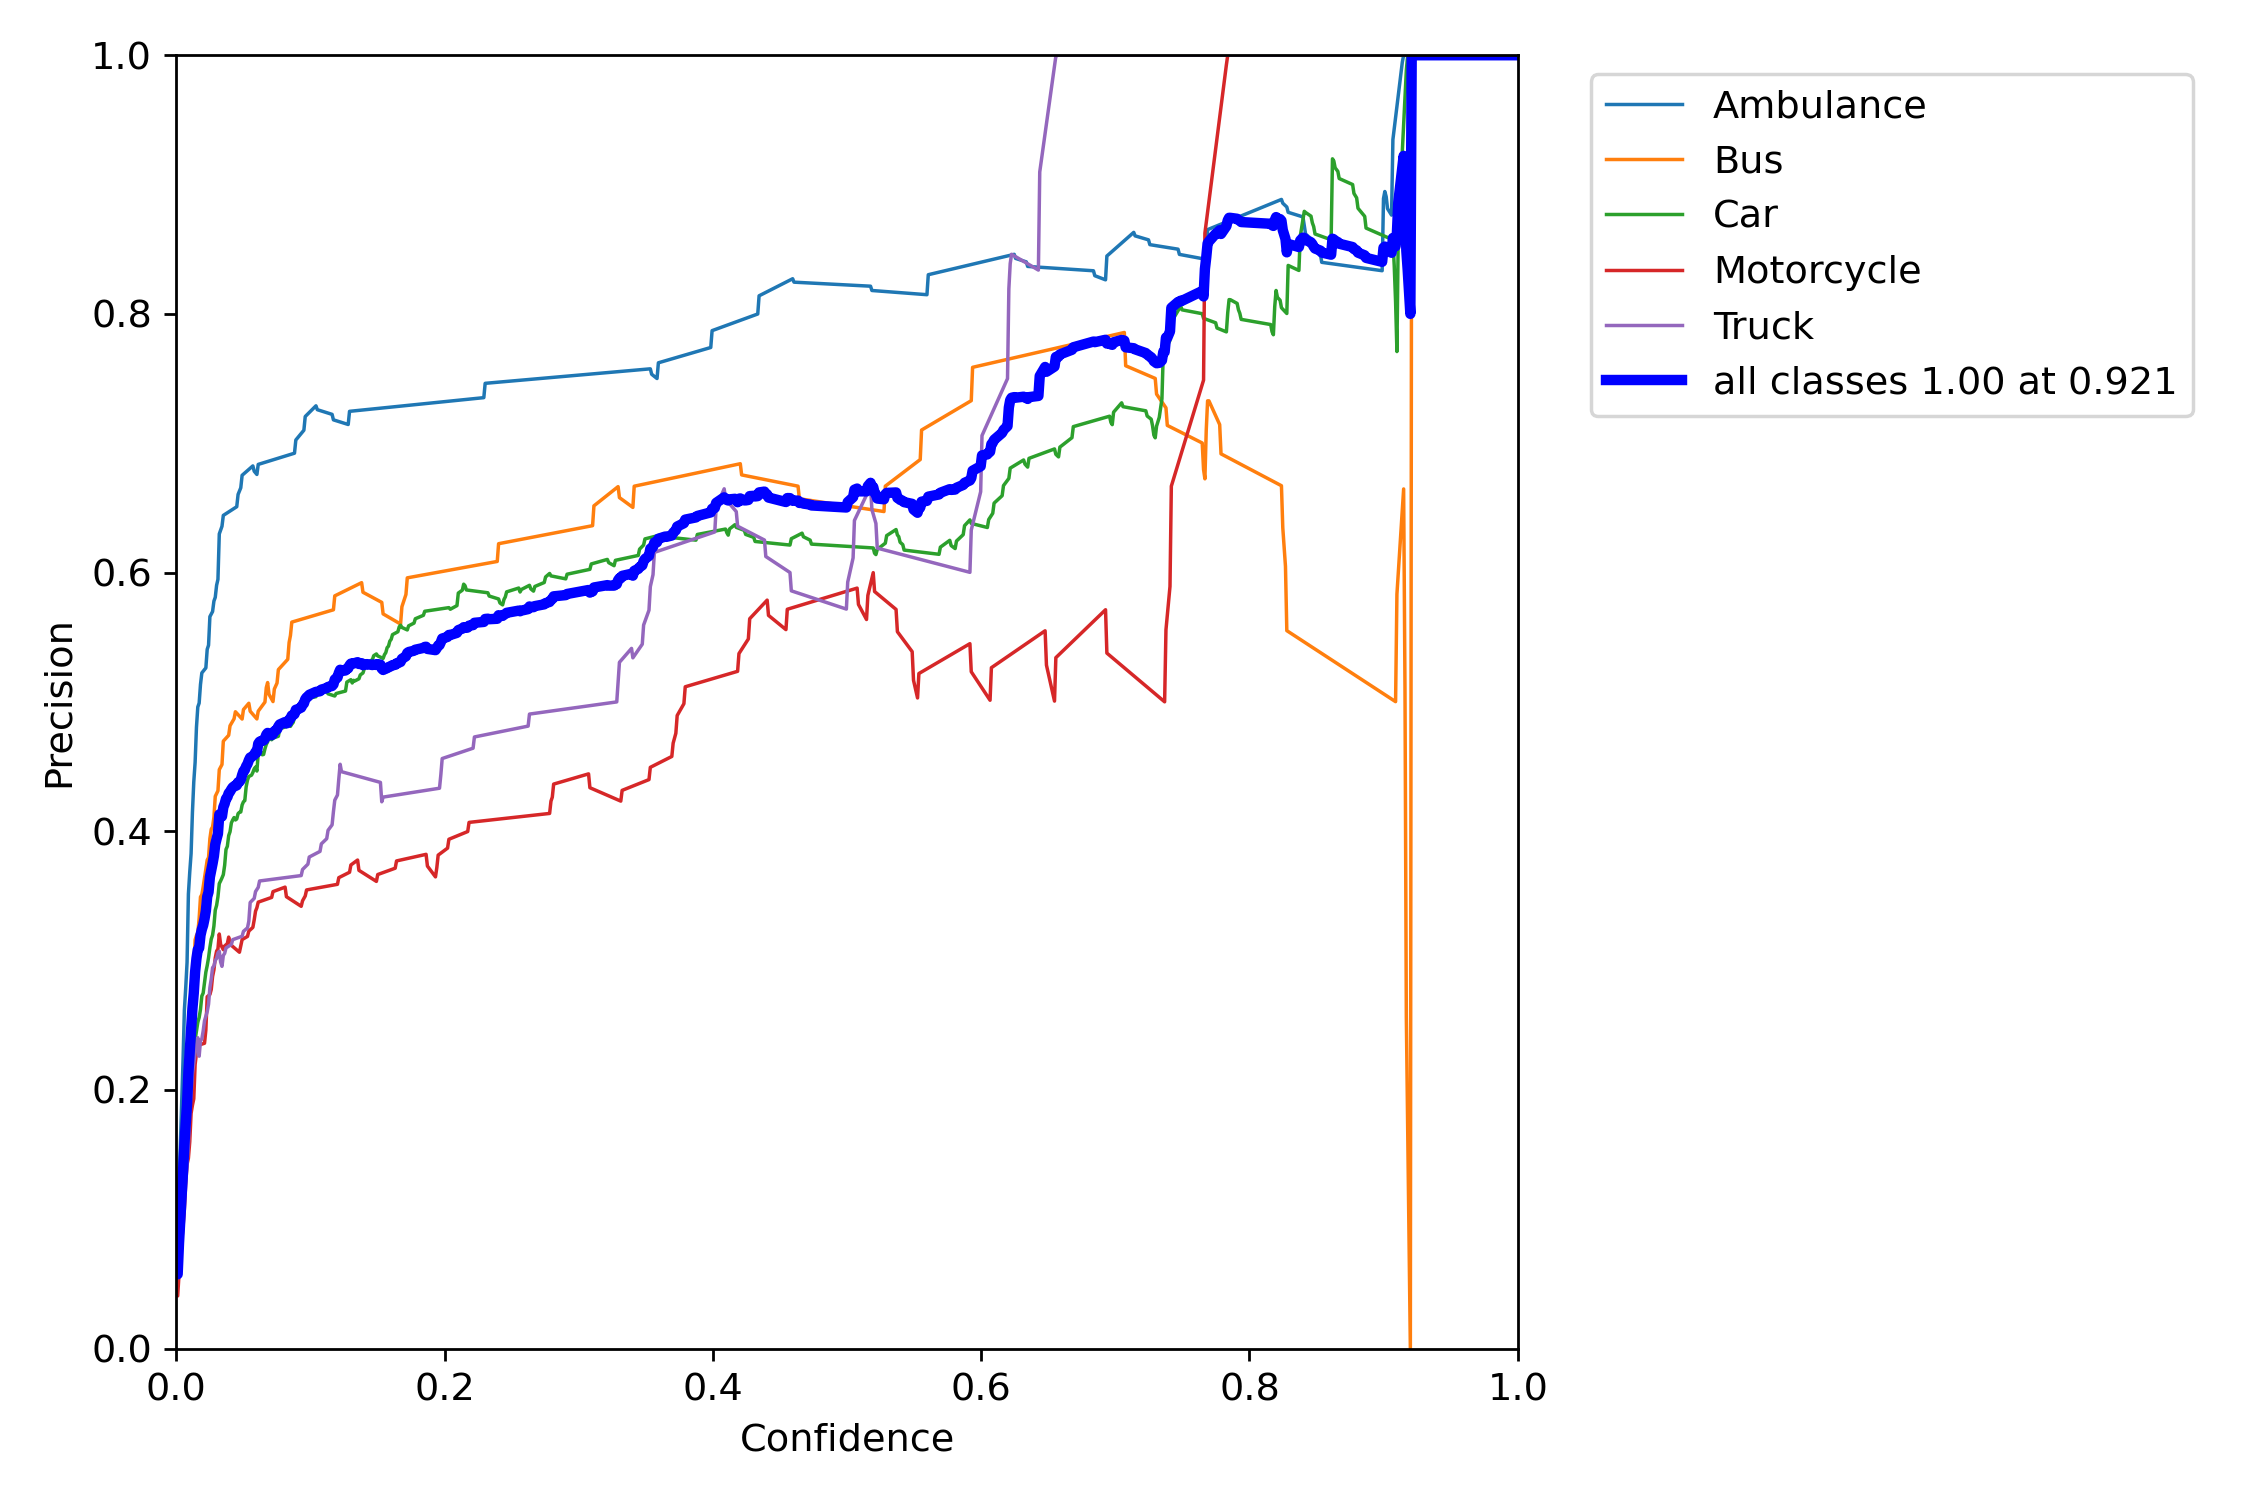 1.0
0.8
0.6
0.4
0.2
0.0
Precision
0.0 0.2 0.4 0.6 0.8 1.0
Confidence
Ambulance
Bus
Car
Motorcycle
Truck
all classes 1.00 at 0.921